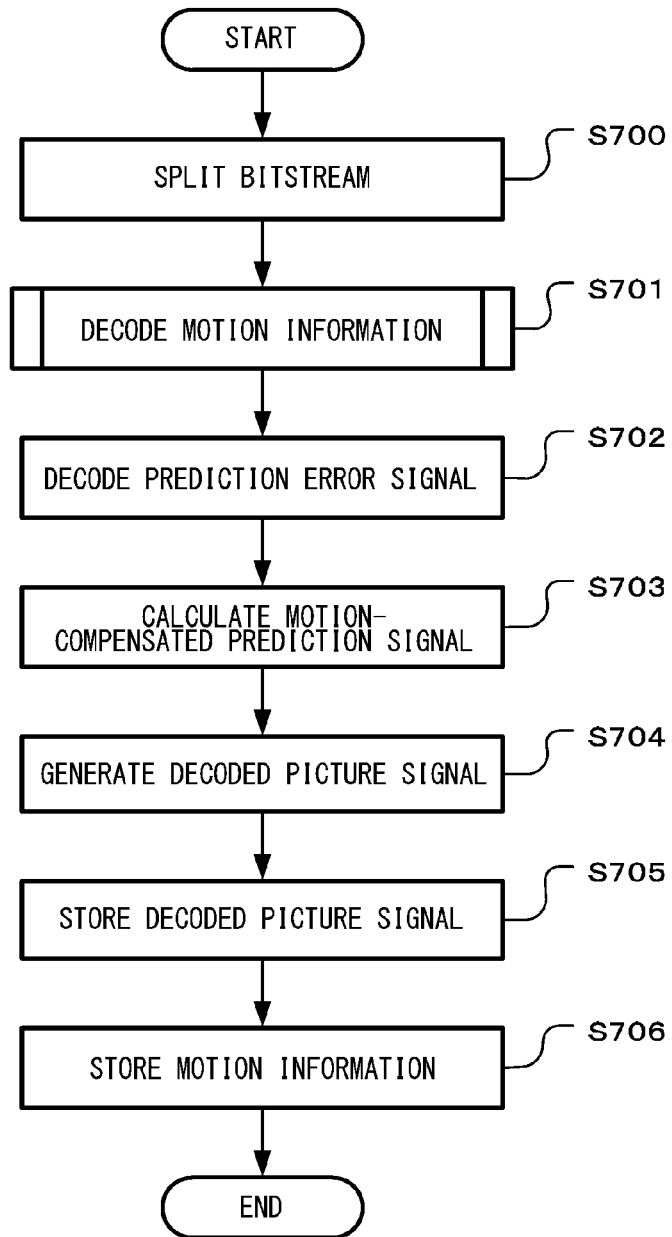 START
SPLIT BITSTREAM
S700
DECODE MOTION INFORMATION
S701
DECODE PREDICTION ERROR SIGNAL
S702
CALCULATE MOTION-
COMPENSATED PREDICTION SIGNAL
S703
GENERATE DECODED PICTURE SIGNAL
S704
STORE DECODED PICTURE SIGNAL
S705
STORE MOTION INFORMATION
S706
END